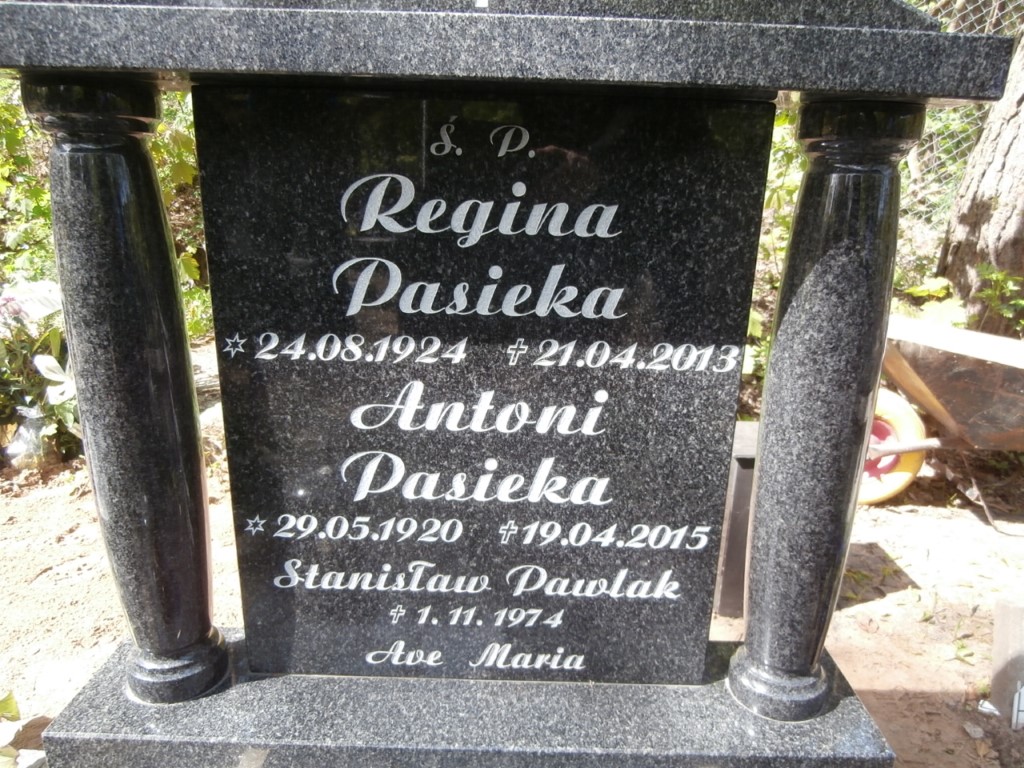 Ś. P.
Regina
Pasieka
✡ 24.08.1924 ✝ 21.04.2013
Antoni
Pasieka
✡ 29.05.1920 ✝ 19.04.2015
Stanisław Pawlak
✝ 1.11.1974
Ave Maria